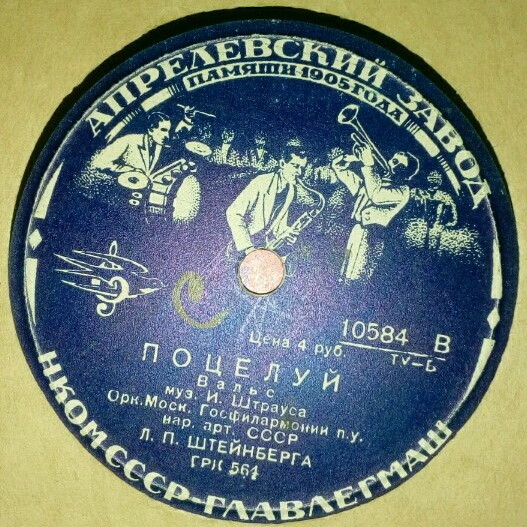 АПРЕЛЕВСКИЙ ЗАВОД
ПАМЯТИ 1905 ГОДА
Цена 4 руб.
10584 В
ТУ-Б
ПОЦЕЛУЙ
Вальс
муз. И. Штрауса
Орк. Моск. Госфилармонии п.у.
нар. арт. СССР
Л. П. ШТЕЙНБЕРГА
ГРК 564
НКОМ. СССР-ГЛАВЛЕГМАШ